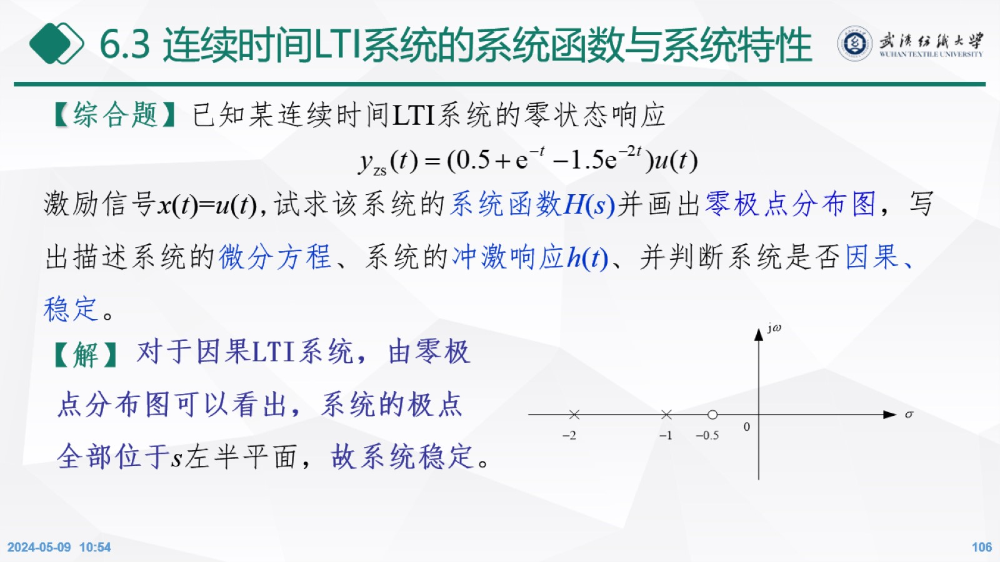 6.3 连续时间LTI系统的系统函数与系统特性
武汉纺织大学
WUHAN TEXTILE UNIVERSITY
【综合题】已知某连续时间LTI系统的零状态响应
y_zs(t) = (0.5 + e^{-t} - 1.5e^{-2t})u(t)
激励信号x(t)=u(t),试求该系统的系统函数H(s)并画出零极点分布图，写
出描述系统的微分方程、系统的冲激响应h(t)、并判断系统是否因果、
稳定。
【解】对于因果LTI系统，由零极
点分布图可以看出，系统的极点
全部位于s左半平面，故系统稳定。
jω
σ
−2
−1
−0.5
0
2024-05-09 10:54
106